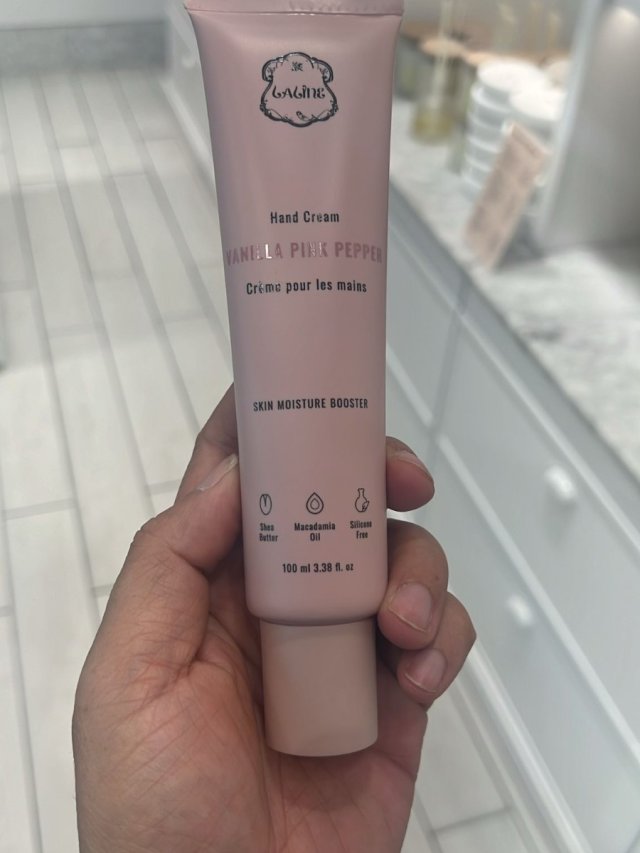 LALINE
Hand Cream
VANILLA PINK PEPPER
Crème pour les mains
SKIN MOISTURE BOOSTER
Shea Butter
Macadamia Oil
Silicone Free
100 ml 3.38 fl. oz